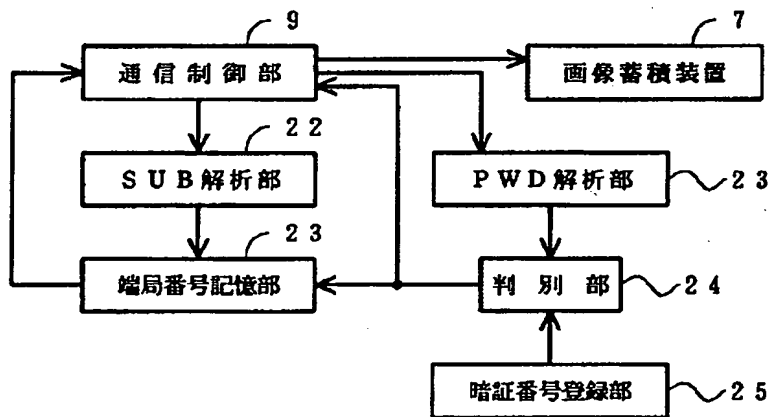 9
通信制御部
7
画像蓄積装置
22
SUB解析部
PWD解析部
23
23
端局番号記憶部
判別部
24
暗証番号登録部
25